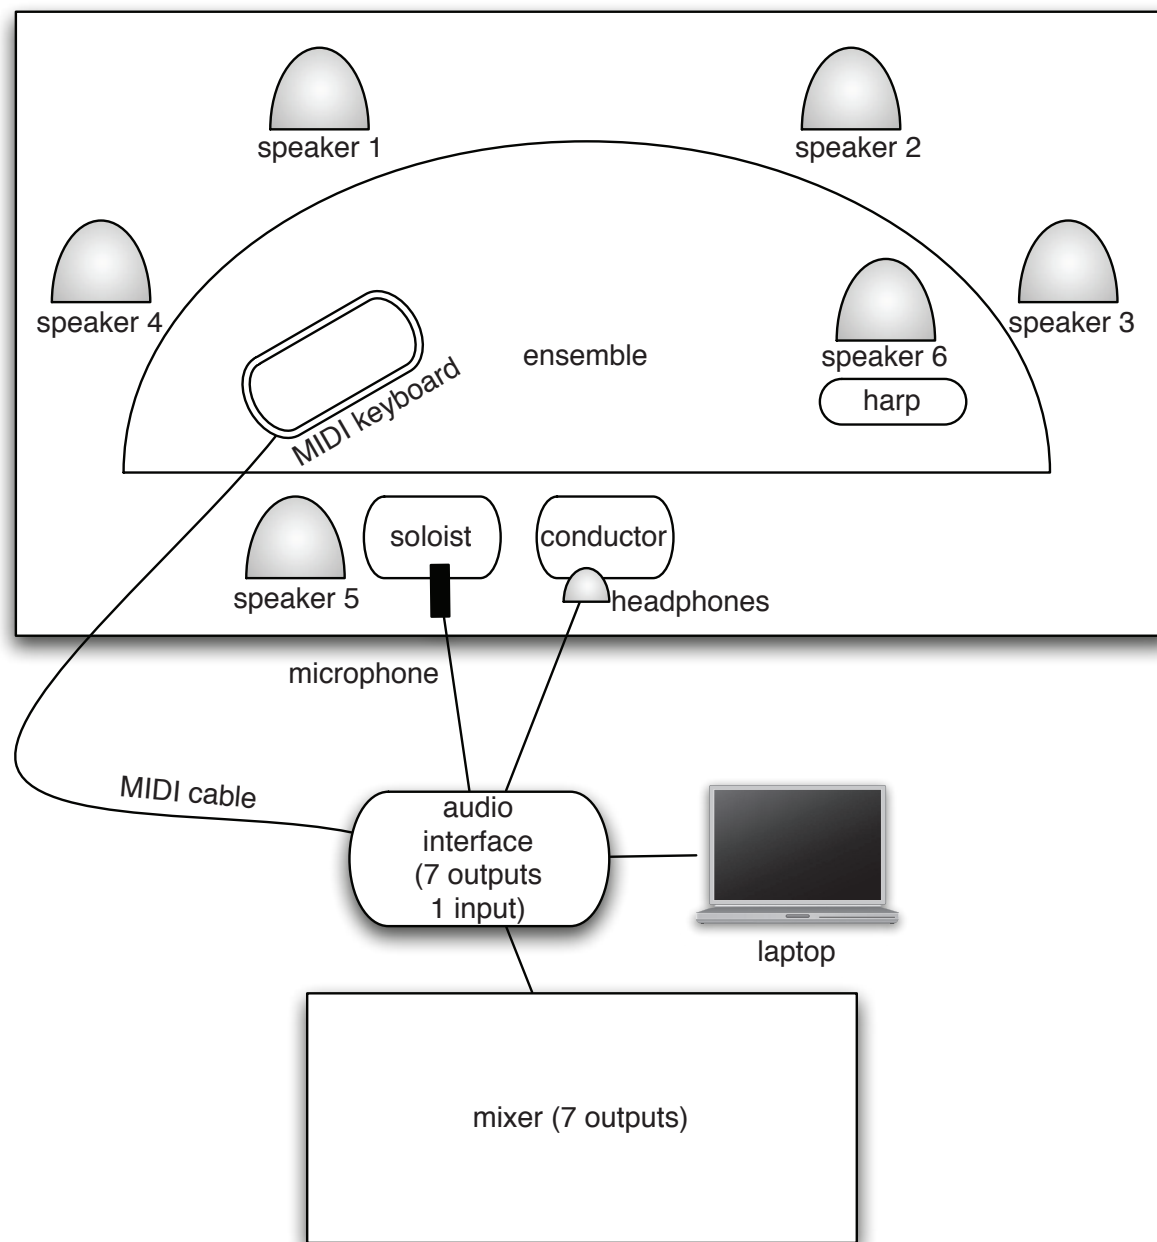 speaker 1
speaker 2
speaker 4
speaker 3
ensemble
speaker 6
harp
MIDI keyboard
soloist
conductor
speaker 5
headphones
microphone
MIDI cable
audio
interface
(7 outputs
1 input)
laptop
mixer (7 outputs)